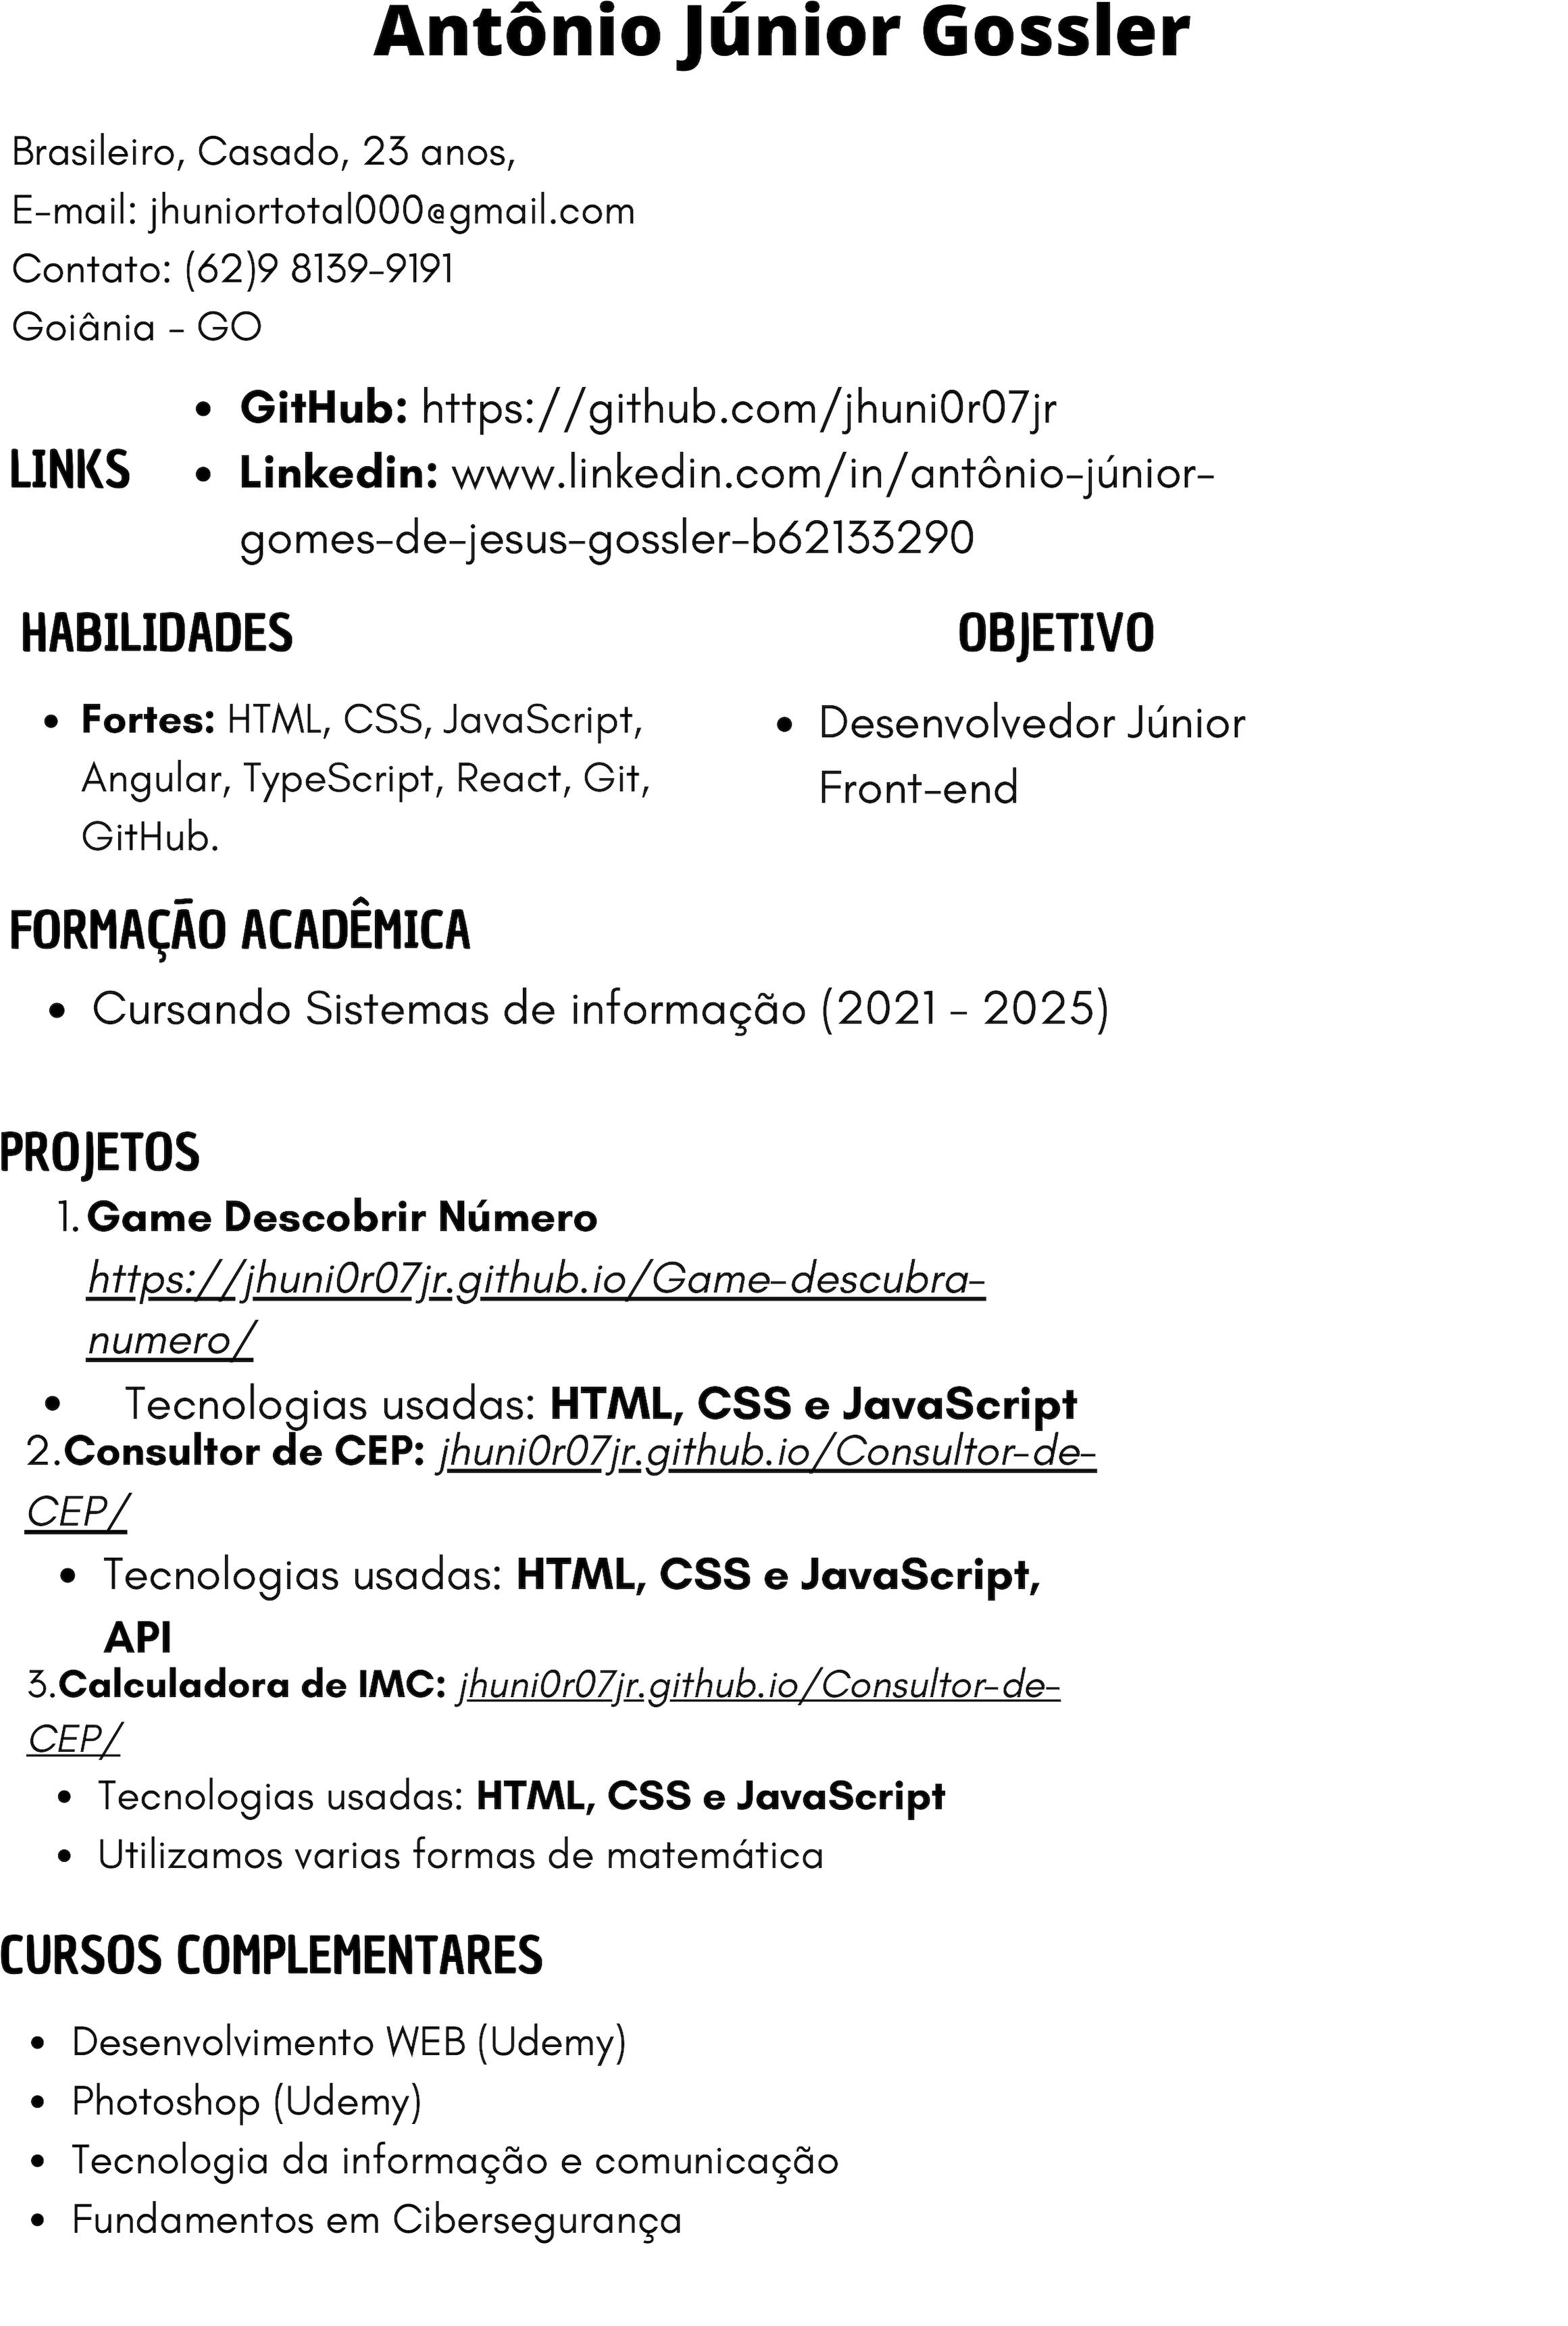 Antônio Júnior Gossler
Brasileiro, Casado, 23 anos,
E-mail: jhuniortotal000@gmail.com
Contato: (62)9 8139-9191
Goiânia - GO
LINKS
• GitHub: https://github.com/jhuni0r07jr
• Linkedin: www.linkedin.com/in/antônio-júnior-
gomes-de-jesus-gossler-b62133290
HABILIDADES
• Fortes: HTML, CSS, JavaScript,
Angular, TypeScript, React, Git,
GitHub.
OBJETIVO
• Desenvolvedor Júnior
Front-end
FORMAÇÃO ACADÊMICA
• Cursando Sistemas de informação (2021 - 2025)
PROJETOS
1. Game Descobrir Número
https://jhuni0r07jr.github.io/Game-descubra-
numero/
• Tecnologias usadas: HTML, CSS e JavaScript
2.Consultor de CEP: jhuni0r07jr.github.io/Consultor-de-
CEP/
• Tecnologias usadas: HTML, CSS e JavaScript,
API
3.Calculadora de IMC: jhuni0r07jr.github.io/Consultor-de-
CEP/
• Tecnologias usadas: HTML, CSS e JavaScript
• Utilizamos varias formas de matemática
CURSOS COMPLEMENTARES
• Desenvolvimento WEB (Udemy)
• Photoshop (Udemy)
• Tecnologia da informação e comunicação
• Fundamentos em Cibersegurança